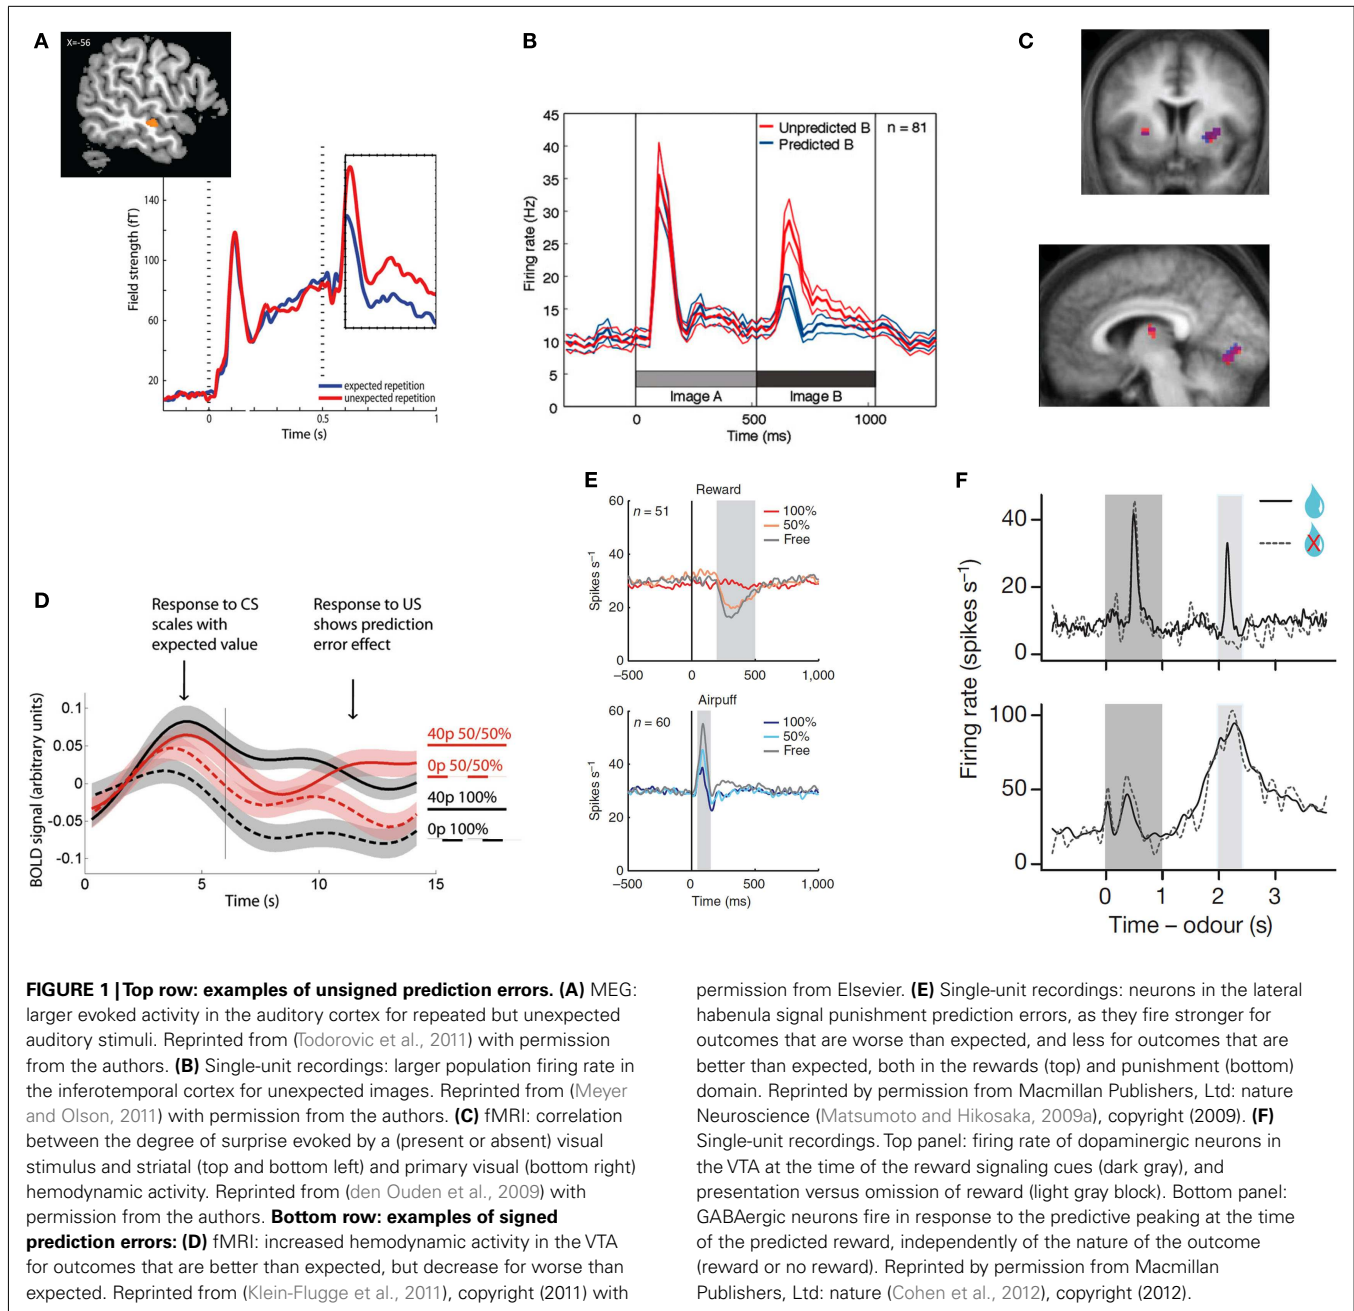 A
X=-56
140
100
60
20
Field strength (fT)
expected repetition
unexpected repetition
0
0.5
1
Time (s)
B
45
40
35
30
25
20
15
10
5
0
Firing rate (Hz)
Unpredicted B
Predicted B
n = 81
Image A
Image B
0
500
1000
Time (ms)
C
D
Response to CS
scales with
expected value
Response to US
shows prediction
error effect
0.1
0.05
0
-0.05
-0.1
BOLD signal (arbitrary units)
40p 50/50%
0p 50/50%
40p 100%
0p 100%
0
5
10
15
Time (s)
E
Reward
60
40
20
0
Spikes s⁻¹
n = 51
100%
50%
Free
−500
0
500
1,000
Airpuff
60
40
20
0
Spikes s⁻¹
n = 60
100%
50%
Free
−500
0
500
1,000
Time (ms)
F
40
20
0
X
100
50
0
Firing rate (spikes s⁻¹)
0
1
2
3
Time – odour (s)
FIGURE 1 | Top row: examples of unsigned prediction errors. (A) MEG:
larger evoked activity in the auditory cortex for repeated but unexpected
auditory stimuli. Reprinted from (Todorovic et al., 2011) with permission
from the authors. (B) Single-unit recordings: larger population firing rate in
the inferotemporal cortex for unexpected images. Reprinted from (Meyer
and Olson, 2011) with permission from the authors. (C) fMRI: correlation
between the degree of surprise evoked by a (present or absent) visual
stimulus and striatal (top and bottom left) and primary visual (bottom right)
hemodynamic activity. Reprinted from (den Ouden et al., 2009) with
permission from the authors. Bottom row: examples of signed
prediction errors: (D) fMRI: increased hemodynamic activity in the VTA
for outcomes that are better than expected, but decrease for worse than
expected. Reprinted from (Klein-Flugge et al., 2011), copyright (2011) with
permission from Elsevier. (E) Single-unit recordings: neurons in the lateral
habenula signal punishment prediction errors, as they fire stronger for
outcomes that are worse than expected, and less for outcomes that are
better than expected, both in the rewards (top) and punishment (bottom)
domain. Reprinted by permission from Macmillan Publishers, Ltd: nature
Neuroscience (Matsumoto and Hikosaka, 2009a), copyright (2009). (F)
Single-unit recordings. Top panel: firing rate of dopaminergic neurons in
the VTA at the time of the reward signaling cues (dark gray), and
presentation versus omission of reward (light gray block). Bottom panel:
GABAergic neurons fire in response to the predictive peaking at the time
of the predicted reward, independently of the nature of the outcome
(reward or no reward). Reprinted by permission from Macmillan
Publishers, Ltd: nature (Cohen et al., 2012), copyright (2012).